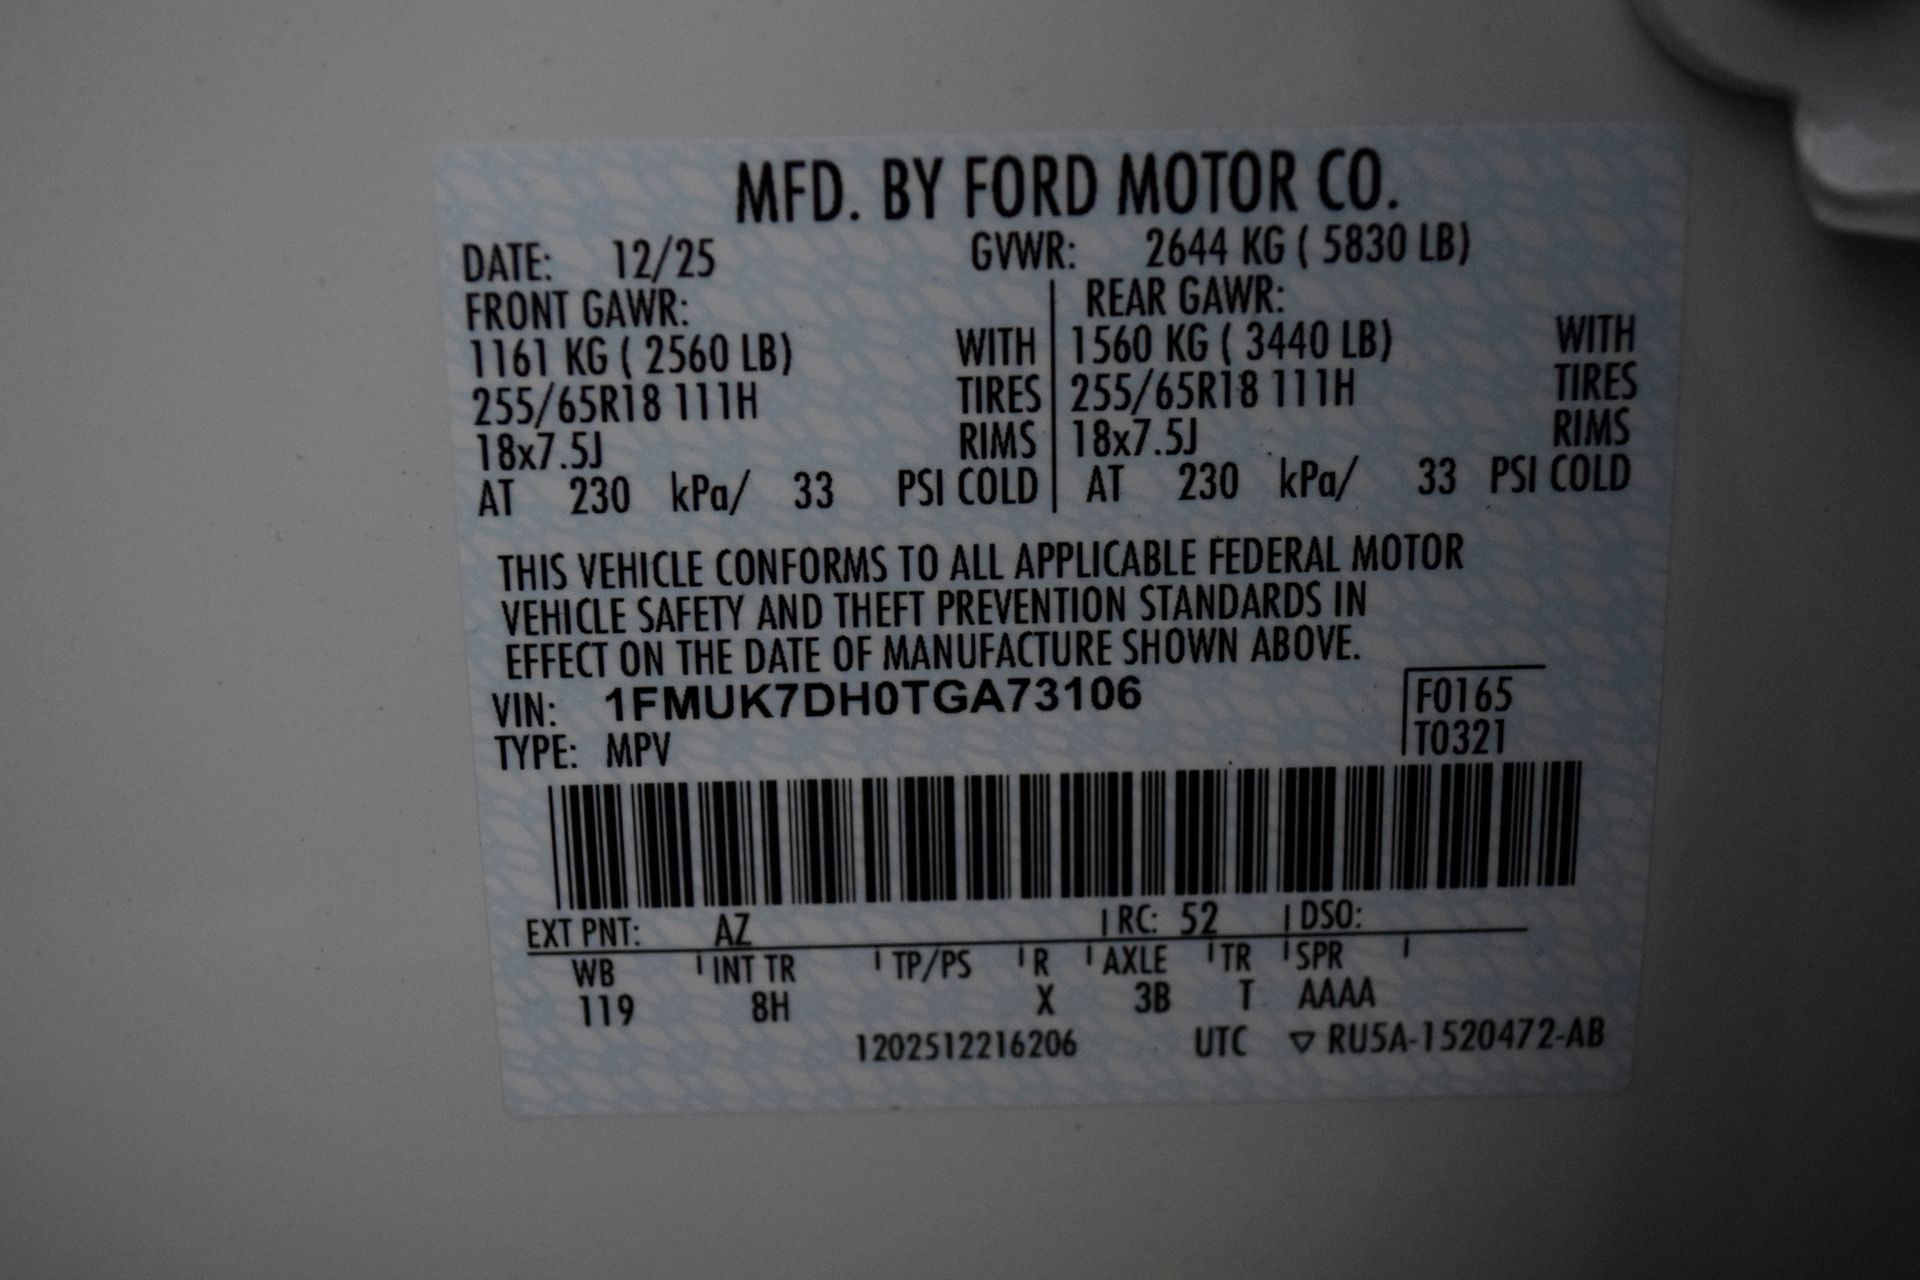 MFD. BY FORD MOTOR CO.
DATE: 12/25 GVWR: 2644 KG ( 5830 LB)
FRONT GAWR: REAR GAWR:
1161 KG ( 2560 LB) WITH 1560 KG ( 3440 LB) WITH
255/65R18 111H TIRES 255/65R18 111H TIRES
18x7.5J RIMS 18x7.5J RIMS
AT 230 kPa/ 33 PSI COLD AT 230 kPa/ 33 PSI COLD
THIS VEHICLE CONFORMS TO ALL APPLICABLE FEDERAL MOTOR
VEHICLE SAFETY AND THEFT PREVENTION STANDARDS IN
EFFECT ON THE DATE OF MANUFACTURE SHOWN ABOVE.
VIN: 1FMUK7DH0TGA73106 F0165
TYPE: MPV T0321
EXT PNT: AZ RC: 52 DSO:
WB INT TR TP/PS R AXLE TR SPR
119 8H X 3B T AAAA
1202512216206 UTC ▽ RU5A-1520472-AB